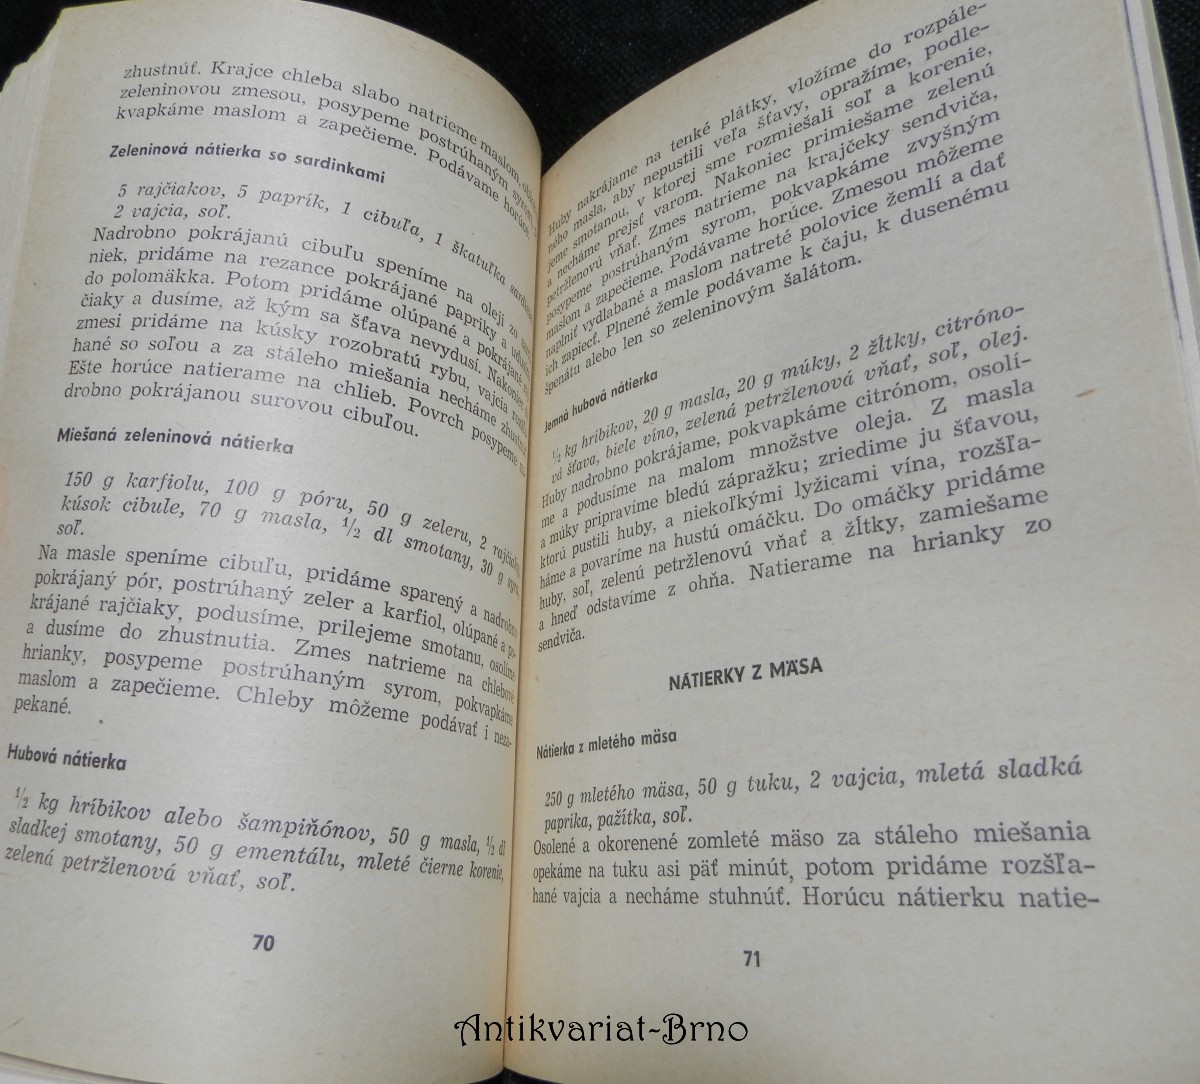 zhustnúť. Krajce chleba slabo natrieme maslom,
zeleninovou zmesou, posypeme postrúhaným syrom,
kvapkáme maslom a zapečieme. Podávame horúce.
Zeleninová nátierka so sardinkami
5 rajčiakov, 5 paprík, 1 cibuľa, 1 škatuľka
2 vajcia, soľ.
Nadrobno pokrájanú cibuľu speníme na oleji zo
niek, pridáme na rezance pokrájané papriky a
do polomäkka. Potom pridáme olúpané a pokrájané
čiaky a dusíme, až kým sa šťava nevydusí. Nakoniec
zmesi pridáme na kúsky rozobratú rybu, vajcia
hané so soľou a za stáleho miešania necháme zhustnúť.
Ešte horúce natierame na chlieb. Povrch posypeme
drobno pokrájanou surovou cibuľou.
Miešaná zeleninová nátierka
150 g karfiolu, 100 g póru, 50 g zeleru, 2
kúsok cibule, 70 g masla, ½ dl smotany, 30 g
soľ.
Na masle speníme cibuľu, pridáme sparený a nadrobno
pokrájaný pór, postrúhaný zeler a karfiol, olúpané a po-
krájané rajčiaky, podusíme, prilejeme smotanu, osolíme
a dusíme do zhustnutia. Zmes natrieme na chlebové
hrianky, posypeme postrúhaným syrom, pokvapkáme
maslom a zapečieme. Chleby môžeme podávať i neza-
pekané.
Hubová nátierka
½ kg hríbikov alebo šampiňónov, 50 g masla, ½ dl
sladkej smotany, 50 g ementálu, mleté čierne korenie,
zelená petržlenová vňať, soľ.
70
Huby nakrájame na tenké plátky, vložíme do rozpále-
ného masla, aby nepustili veľa šťavy, opražíme, podle-
jeme smotanou, v ktorej sme rozmiešali soľ a korenie,
a necháme prejsť varom. Nakoniec primiešame zelenú
petržlenovú vňať. Zmes natrieme na krajčeky sendviča,
posypeme postrúhaným syrom, pokvapkáme zvyšným
maslom a zapečieme. Podávame horúce. Zmesou môžeme
naplniť vydlabané a maslom natreté polovice žemlí a dať
ich zapiecť. Plnené žemle podávame k čaju, k dusenému
špenátu alebo len so zeleninovým šalátom.
Jemná hubová nátierka
½ kg hríbikov, 20 g masla, 20 g múky, 2 žĺtky, citróno-
vá šťava, biele víno, zelená petržlenová vňať, soľ, olej.
Huby nadrobno pokrájame, pokvapkáme citrónom, osolí-
me a podusíme na malom množstve oleja. Z masla
a múky pripravíme bledú zápražku; zriedime ju šťavou,
ktorú pustili huby, a niekoľkými lyžicami vína, rozšľa-
háme a povaríme na hustú omáčku. Do omáčky pridáme
huby, soľ, zelenú petržlenovú vňať a žĺtky, zamiešame
a hneď odstavíme z ohňa. Natierame na hrianky zo
sendviča.
NÁTIERKY Z MÄSA
Nátierka z mletého mäsa
250 g mletého mäsa, 50 g tuku, 2 vajcia, mletá sladká
paprika, pažítka, soľ.
Osolené a okorenené zomleté mäso za stáleho miešania
opekáme na tuku asi päť minút, potom pridáme rozšľa-
hané vajcia a necháme stuhnúť. Horúcu nátierku natie-
71
Antikvariat-Brno